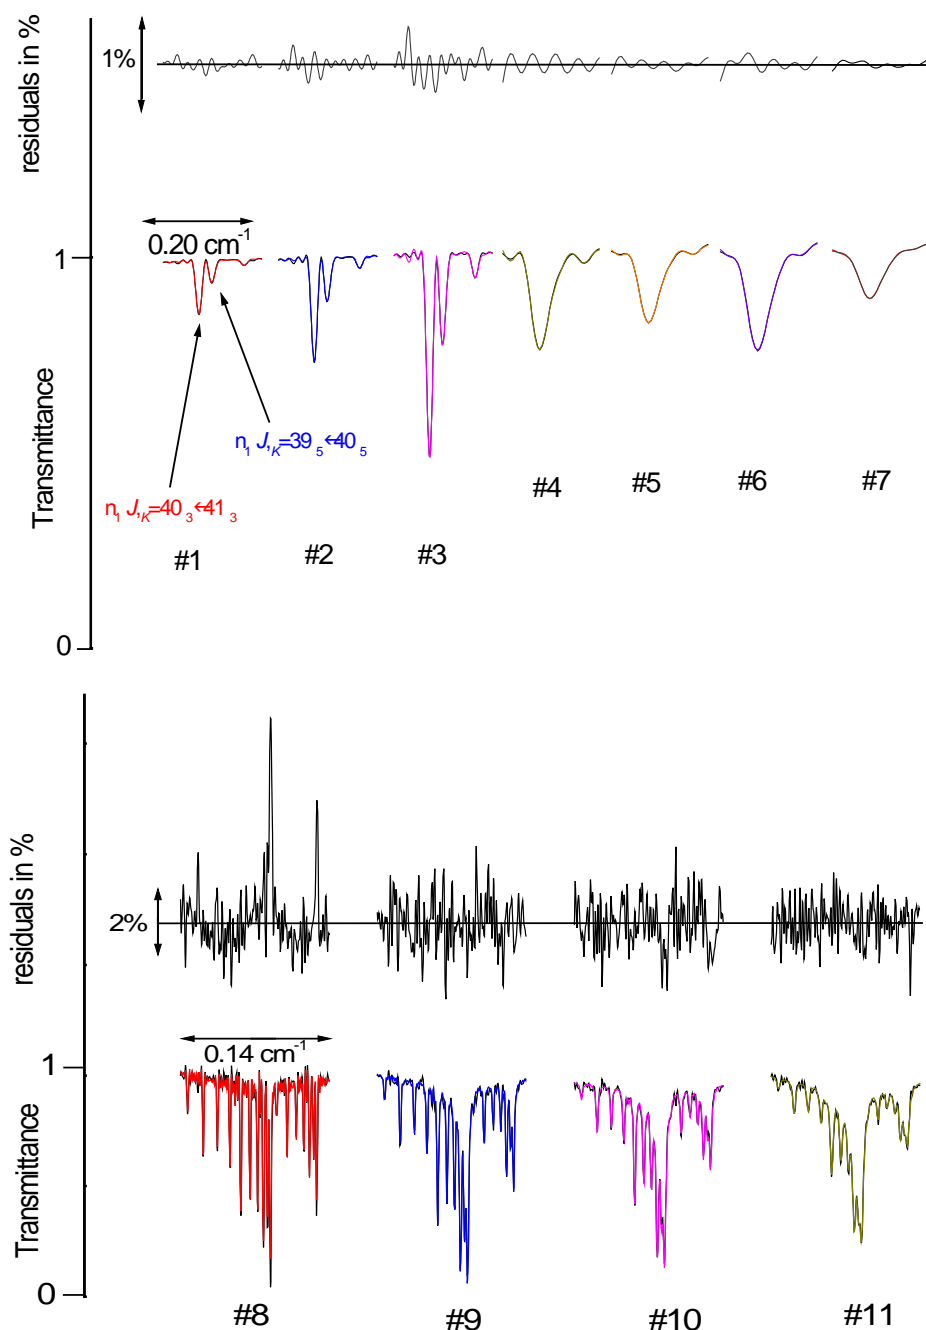 residuals in %
1%
1
0.20 cm-1
Transmittance
n1 J,K=39 5←40 5
n1 J,K=40 3←41 3
#4
#5
#6
#7
#1
#2
#3
0
residuals in %
2%
1
0.14 cm-1
Transmittance
0
#8
#9
#10
#11